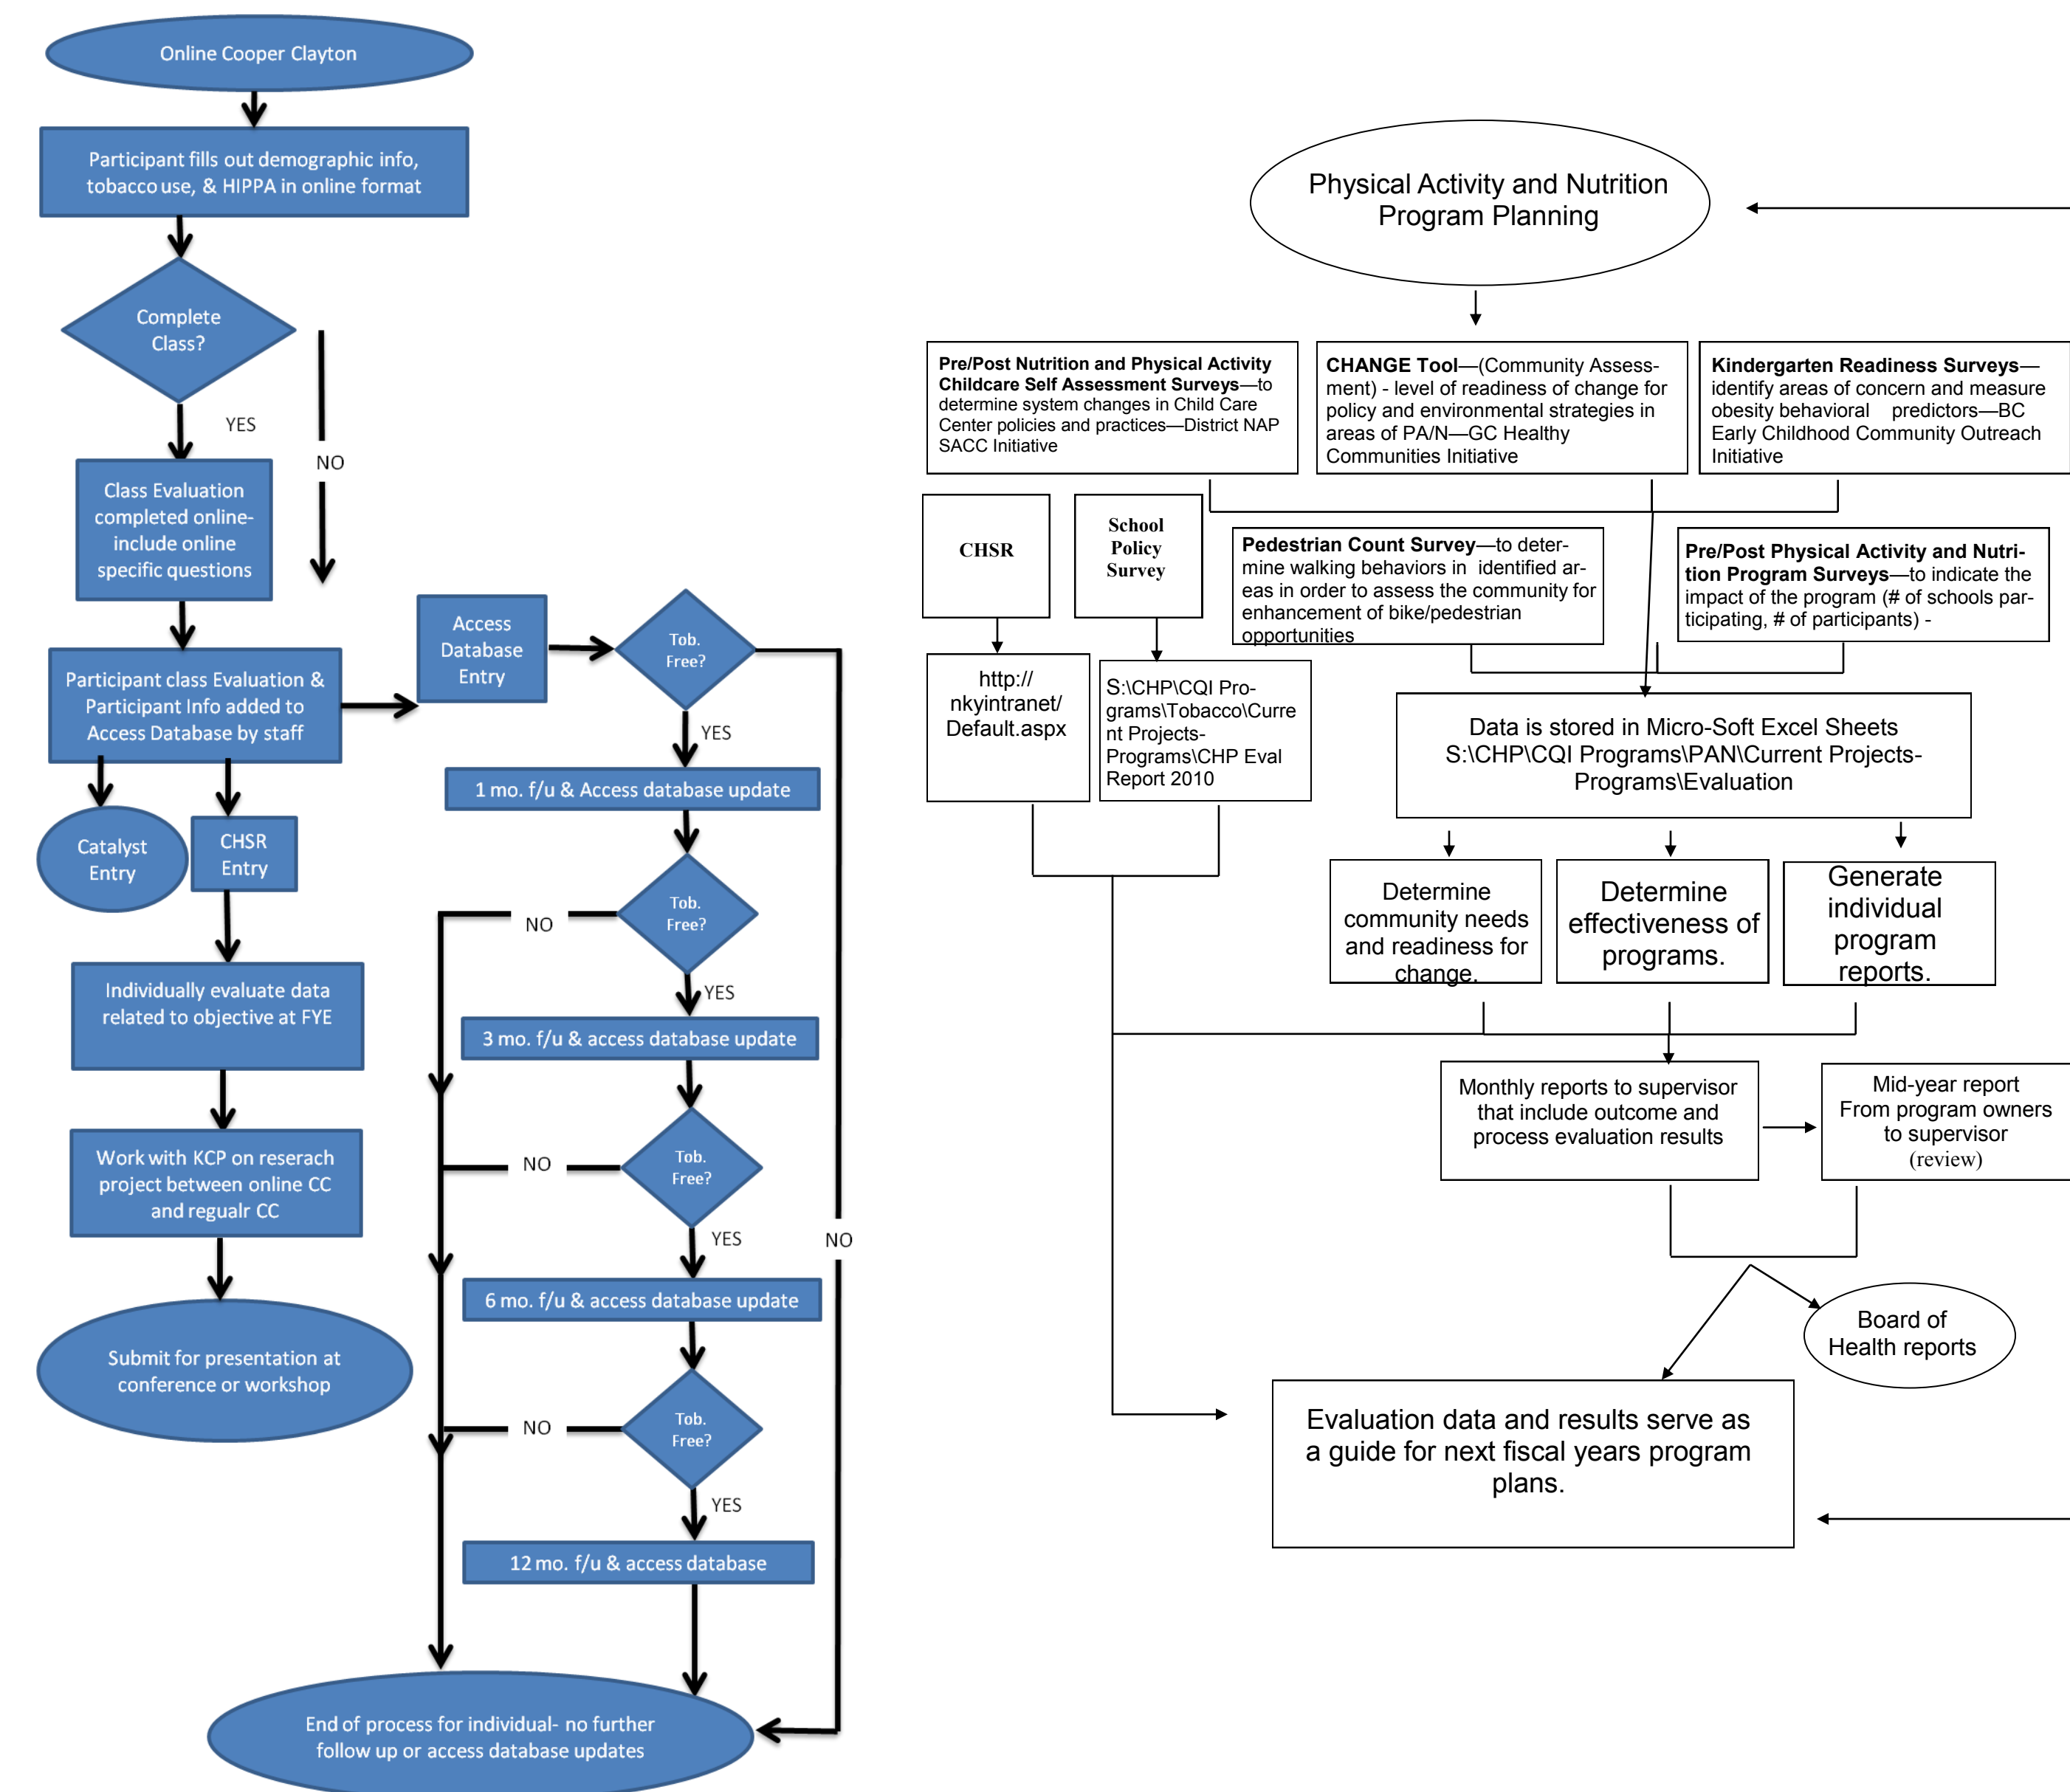 Online Cooper Clayton
Participant fills out demographic info,
tobacco use, & HIPPA in online format
Complete
Class?
YES
NO
Class Evaluation
completed online-
include online
specific questions
Participant class Evaluation &
Participant Info added to
Access Database by staff
Catalyst
Entry
CHSR
Entry
Individually evaluate data
related to objective at FYE
Work with KCP on reserach
project between online CC
and regualr CC
Submit for presentation at
conference or workshop
Access
Database
Entry
Tob.
Free?
YES
1 mo. f/u & Access database update
Tob.
Free?
NO
YES
3 mo. f/u & access database update
Tob.
Free?
NO
YES
NO
6 mo. f/u & access database update
Tob.
Free?
NO
YES
12 mo. f/u & access database
End of process for individual- no further
follow up or access database updates
Physical Activity and Nutrition
Program Planning
Pre/Post Nutrition and Physical Activity
Childcare Self Assessment Surveys—to
determine system changes in Child Care
Center policies and practices—District NAP
SACC Initiative
CHANGE Tool—(Community Assess-
ment) - level of readiness of change for
policy and environmental strategies in
areas of PA/N—GC Healthy
Communities Initiative
Kindergarten Readiness Surveys—
identify areas of concern and measure
obesity behavioral predictors—BC
Early Childhood Community Outreach
Initiative
CHSR
School
Policy
Survey
Pedestrian Count Survey—to deter-
mine walking behaviors in identified ar-
eas in order to assess the community for
enhancement of bike/pedestrian
opportunities
Pre/Post Physical Activity and Nutri-
tion Program Surveys—to indicate the
impact of the program (# of schools par-
ticipating, # of participants) -
http://
nkyintranet/
Default.aspx
S:\CHP\CQI Pro-
grams\Tobacco\Curre
nt Projects-
Programs\CHP Eval
Report 2010
Data is stored in Micro-Soft Excel Sheets
S:\CHP\CQI Programs\PAN\Current Projects-
Programs\Evaluation
Determine
community needs
and readiness for
change.
Determine
effectiveness of
programs.
Generate
individual
program
reports.
Monthly reports to supervisor
that include outcome and
process evaluation results
Mid-year report
From program owners
to supervisor
(review)
Board of
Health reports
Evaluation data and results serve as
a guide for next fiscal years program
plans.